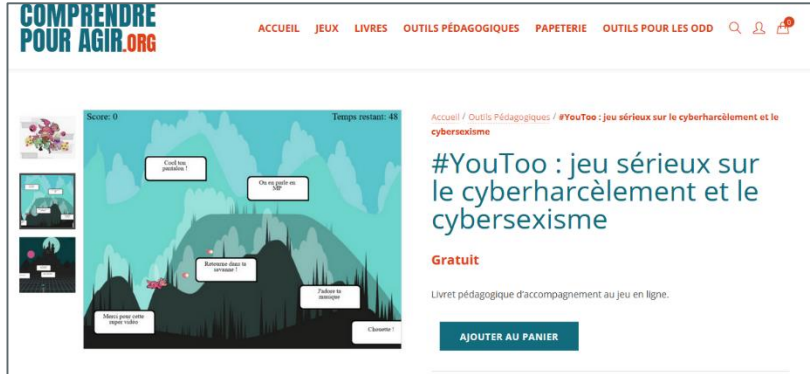 COMPRENDRE
POUR AGIR.ORG
ACCUEIL JEUX LIVRES OUTILS PÉDAGOGIQUES PAPETERIE OUTILS POUR LES ODD 0
Score: 0 Temps restant: 48
Cool ton
pantalon !
On en parle en
MP
Retourne dans ta
caverne !
J'adore ta
musique
Merci pour cette
super vidéo
Chouette !
Accueil / Outils Pédagogiques / #YouToo : jeu sérieux sur le cyberharcèlement et le
cybersexisme
#YouToo : jeu sérieux sur
le cyberharcèlement et le
cybersexisme
Gratuit
Livret pédagogique d'accompagnement au jeu en ligne.
AJOUTER AU PANIER